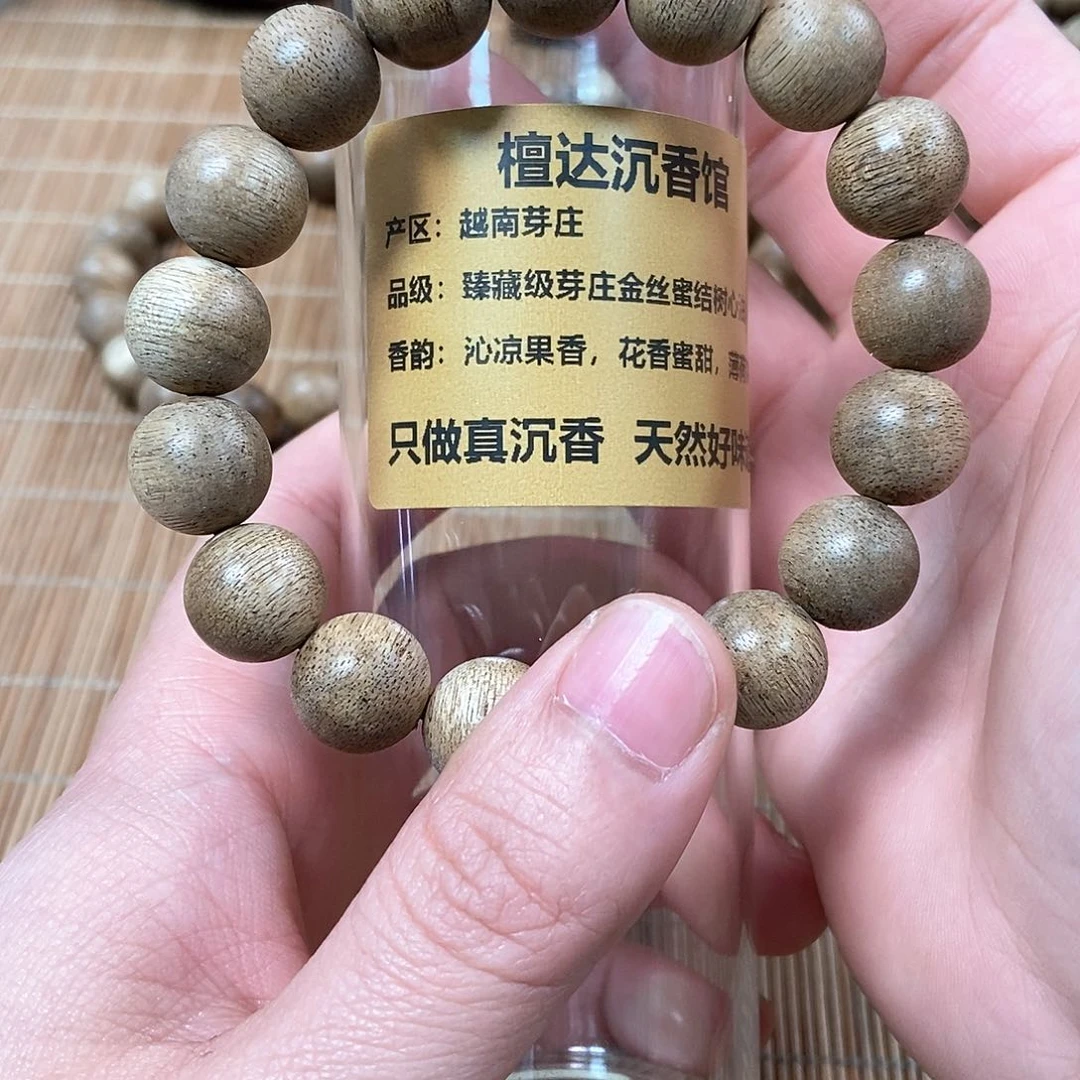 檀达沉香馆
产区：越南芽庄
品级：臻藏级芽庄金丝蜜结树心
香韵：沁凉果香，花香蜜甜，薄
只做真沉香 天然好味